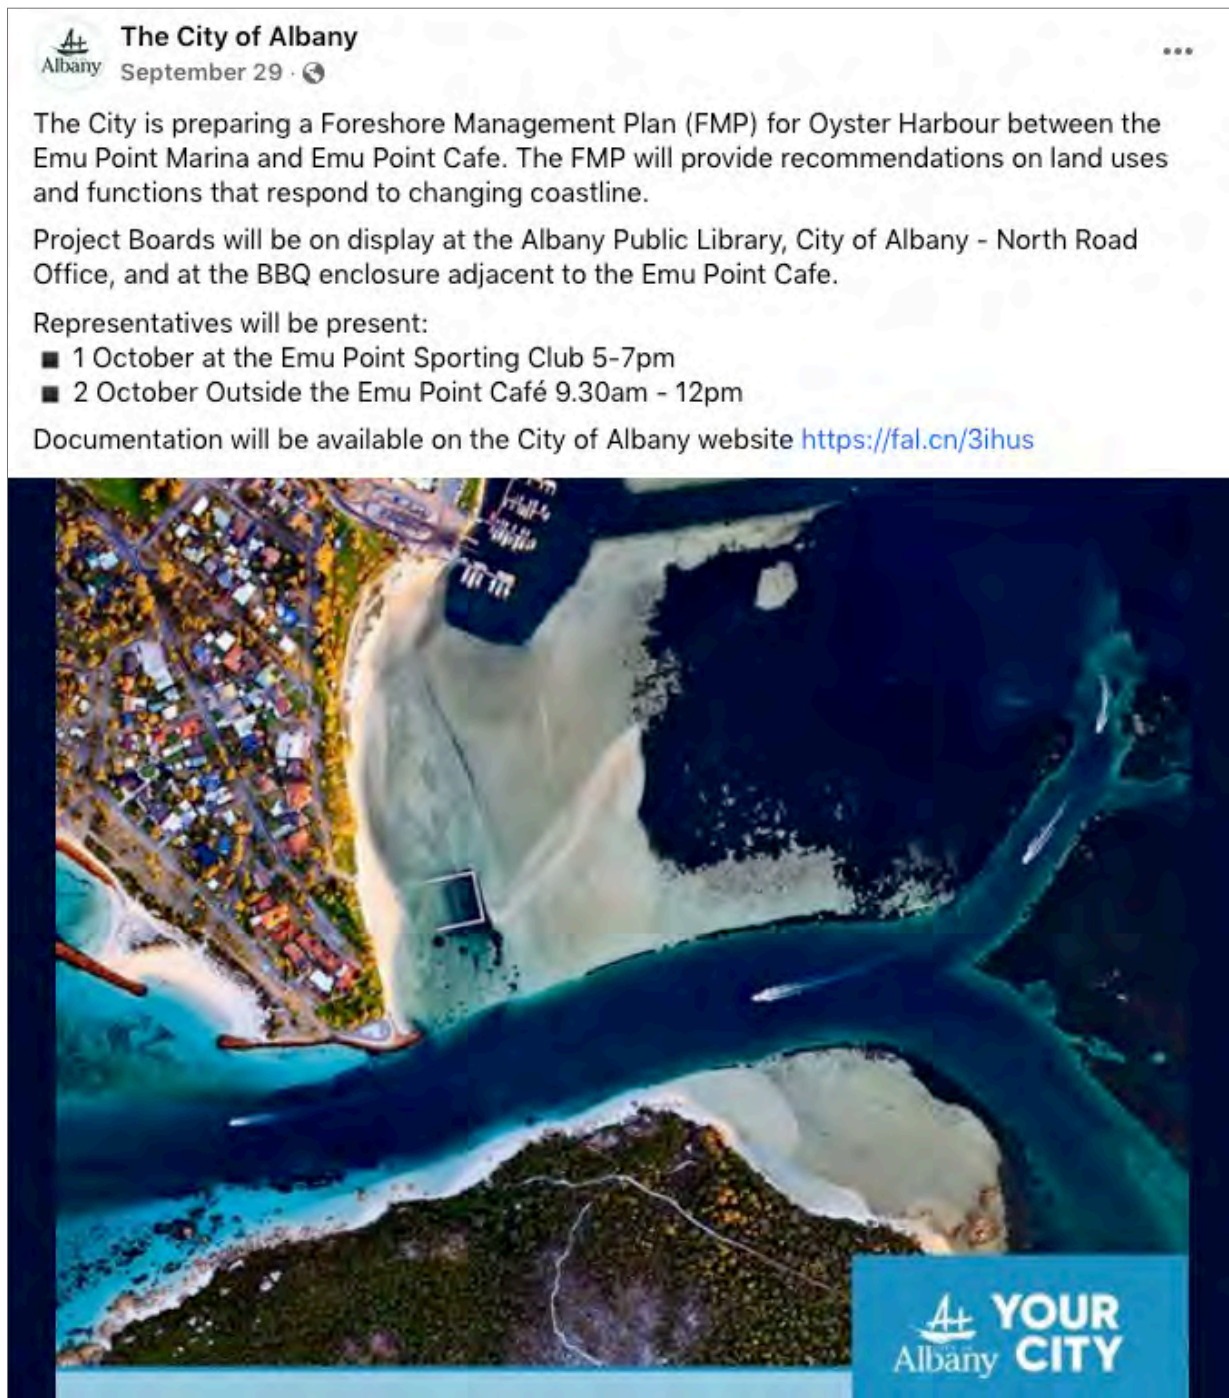 The City of Albany
Albany
September 29 ·
The City is preparing a Foreshore Management Plan (FMP) for Oyster Harbour between the
Emu Point Marina and Emu Point Cafe. The FMP will provide recommendations on land uses
and functions that respond to changing coastline.
Project Boards will be on display at the Albany Public Library, City of Albany - North Road
Office, and at the BBQ enclosure adjacent to the Emu Point Cafe.
Representatives will be present:
◾ 1 October at the Emu Point Sporting Club 5-7pm
◾ 2 October Outside the Emu Point Café 9.30am - 12pm
Documentation will be available on the City of Albany website https://fal.cn/3ihus
Albany
YOUR
CITY